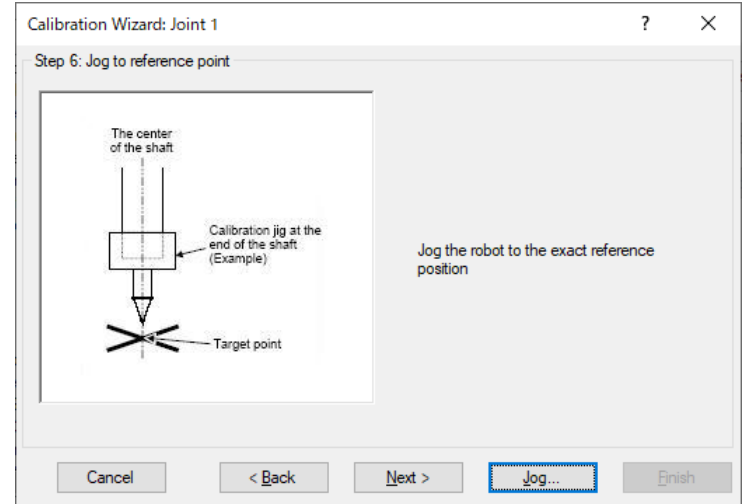 Calibration Wizard: Joint 1
?
Step 6: Jog to reference point
The center
of the shaft
Calibration jig at the
end of the shaft
(Example)
Target point
Jog the robot to the exact reference
position
Cancel
< Back
Next >
Jog...
Finish